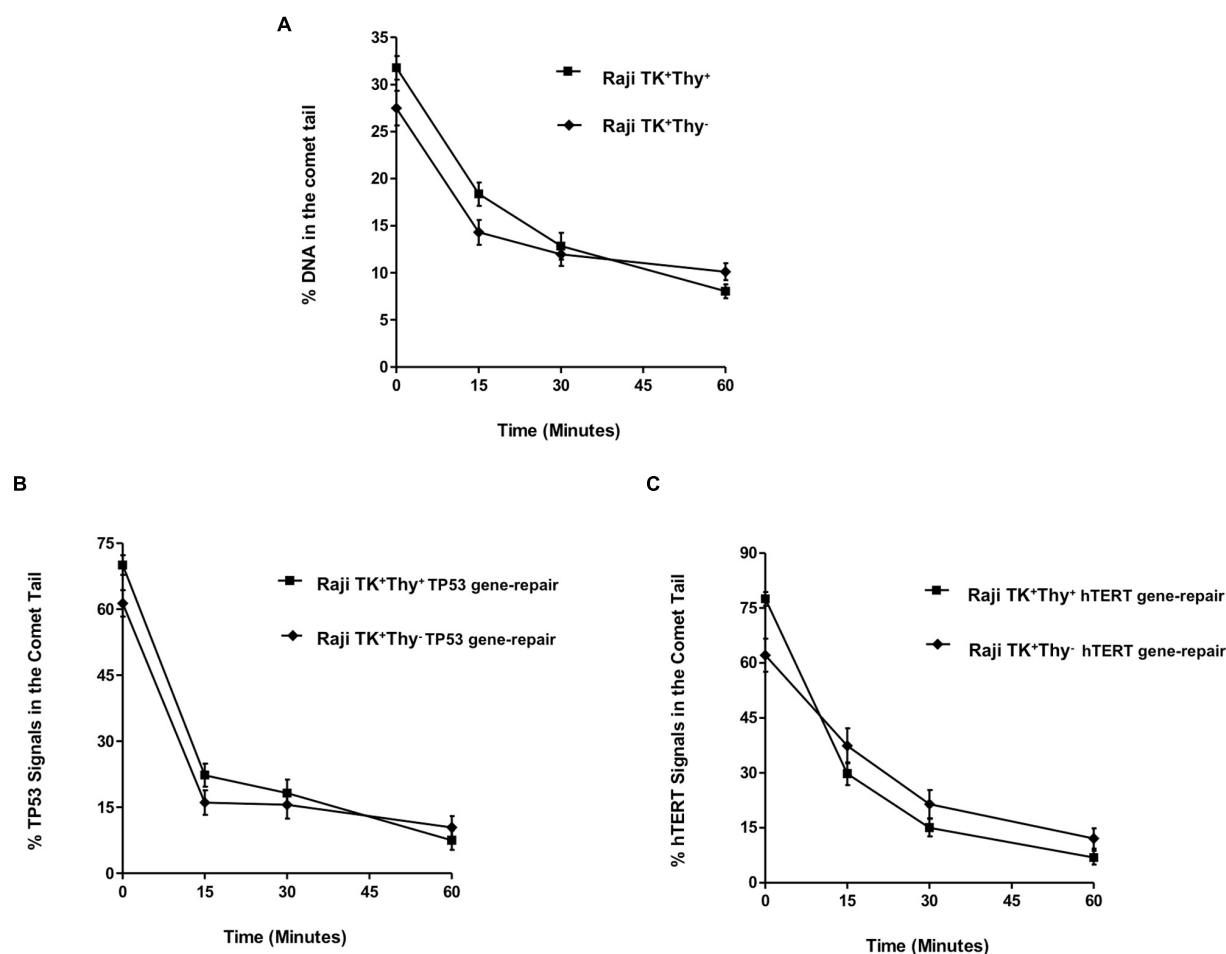 A
% DNA in the comet tail
35
30
25
20
15
10
5
0
0 15 30 45 60
Time (Minutes)
Raji TK⁺Thy⁺
Raji TK⁺Thy⁻
B
% TP53 Signals in the Comet Tail
75
60
45
30
15
0
0 15 30 45 60
Time (Minutes)
Raji TK⁺Thy⁺ TP53 gene-repair
Raji TK⁺Thy⁻ TP53 gene-repair
C
% hTERT Signals in the Comet Tail
90
75
60
45
30
15
0
0 15 30 45 60
Time (Minutes)
Raji TK⁺Thy⁺ hTERT gene-repair
Raji TK⁺Thy⁻ hTERT gene-repair